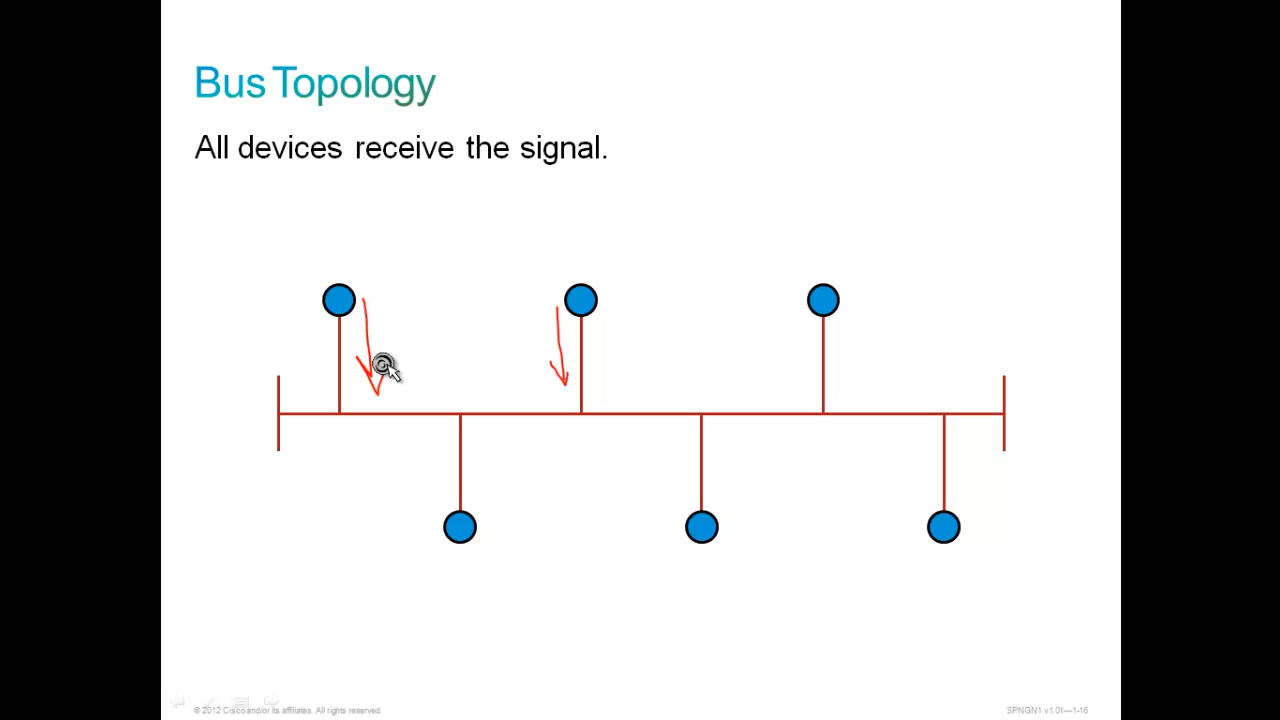 Bus Topology
All devices receive the signal.
© 2012 Cisco and/or its affiliates. All rights reserved.
SPNGN1 v1.01—1-16